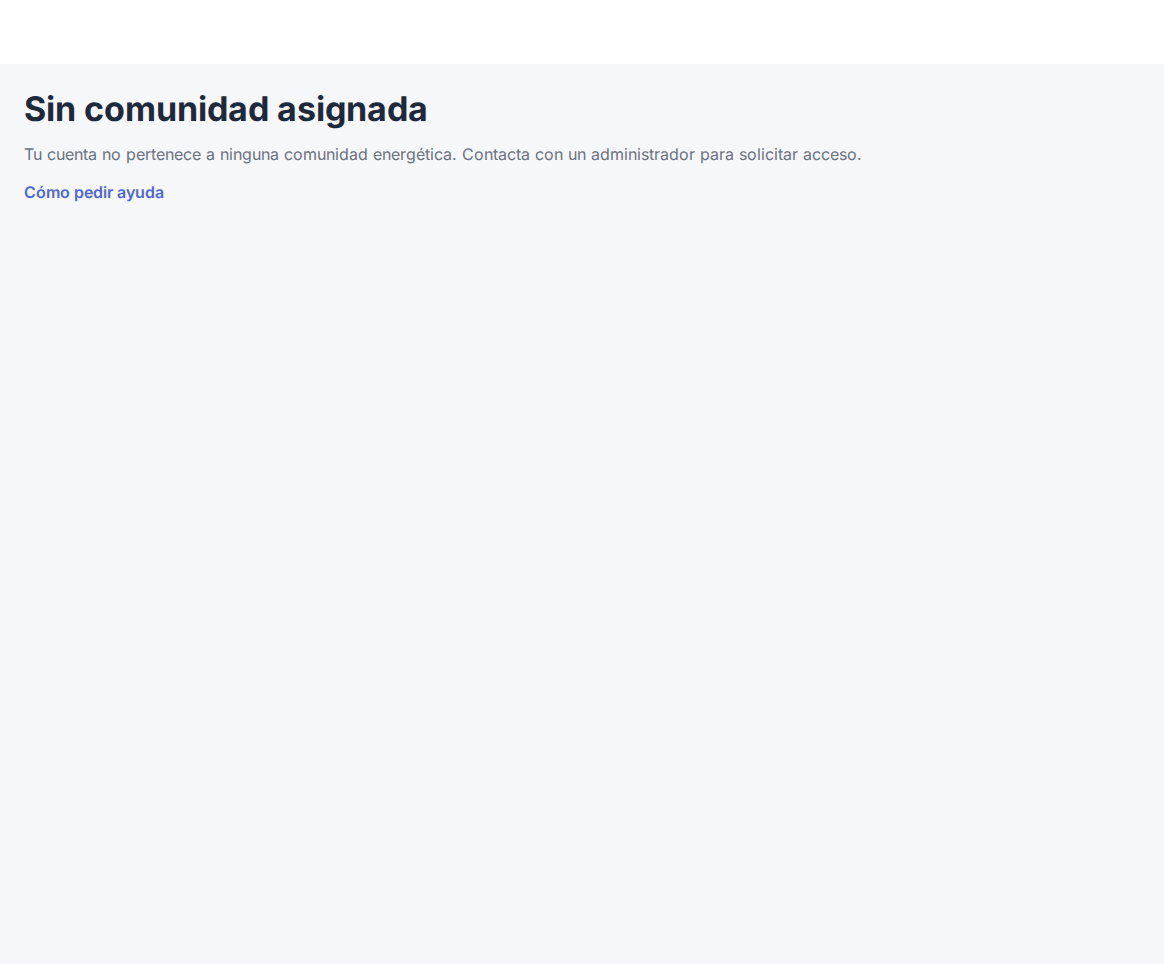 Sin comunidad asignada
Tu cuenta no pertenece a ninguna comunidad energética. Contacta con un administrador para solicitar acceso.
Cómo pedir ayuda